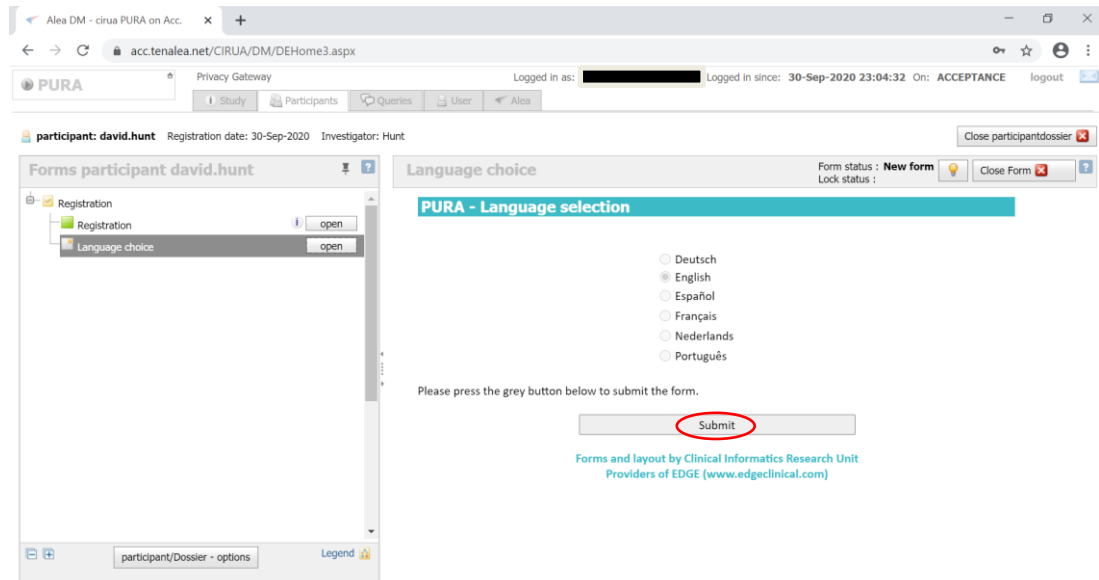 Alea DM - cirua PURA on Acc.
acc.tenalea.net/CIRUA/DM/DEHome3.aspx
PURA
Privacy Gateway
Logged in as: Logged in since: 30-Sep-2020 23:04:32 On: ACCEPTANCE logout
Study Participants Queries User Alea
participant: david.hunt Registration date: 30-Sep-2020 Investigator: Hunt
Close participantdossier
Forms participant david.hunt
Registration
Registration open
Language choice open
participant/Dossier - options
Legend
Language choice
Form status : New form
Lock status :
Close Form
PURA - Language selection
Deutsch
English
Español
Français
Nederlands
Português
Please press the grey button below to submit the form.
Submit
Forms and layout by Clinical Informatics Research Unit
Providers of EDGE (www.edgeclinical.com)